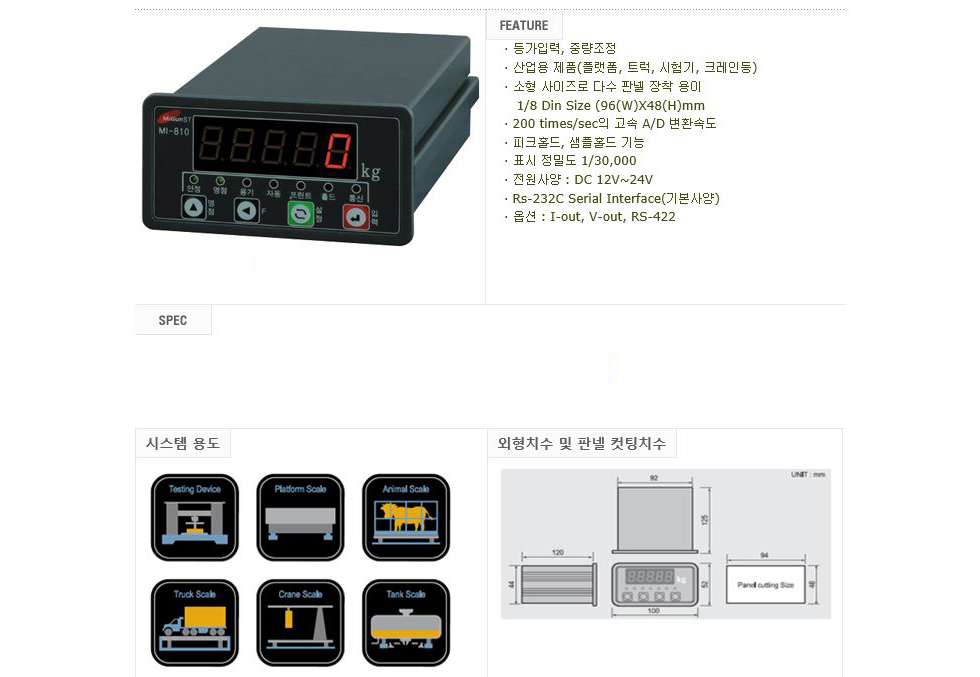 FEATURE
· 등가입력, 중량조정
· 산업용 제품(플랫폼, 트럭, 시험기, 크레인등)
· 소형 사이즈로 다수 판넬 장착 용이
1/8 Din Size (96(W)X48(H)mm
· 200 times/sec의 고속 A/D 변환속도
· 피크홀드, 샘플홀드 기능
· 표시 정밀도 1/30,000
· 전원사양 : DC 12V~24V
· Rs-232C Serial Interface(기본사양)
· 옵션 : I-out, V-out, RS-422
MI-810
0
kg
안정 영점 용기 자동 프린트 홀드 통신
영점 F 설정 입력
SPEC
시스템 용도
Testing Device
Platform Scale
Animal Scale
Truck Scale
Crane Scale
Tank Scale
외형치수 및 판넬 컷팅치수
UNIT : mm
92
125
120
44
kg
52
100
94
Panel cutting Size
46